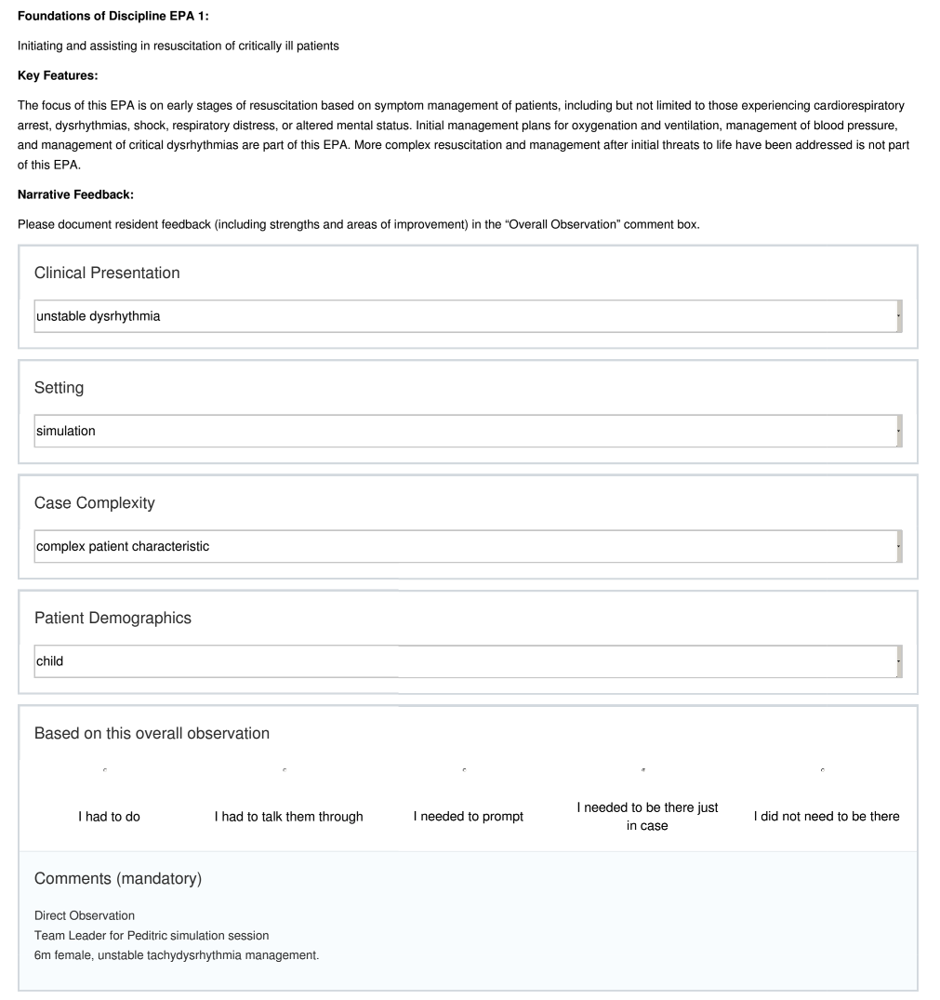 Foundations of Discipline EPA 1:
Initiating and assisting in resuscitation of critically ill patients
Key Features:
The focus of this EPA is on early stages of resuscitation based on symptom management of patients, including but not limited to those experiencing cardiorespiratory
arrest, dysrhythmias, shock, respiratory distress, or altered mental status. Initial management plans for oxygenation and ventilation, management of blood pressure,
and management of critical dysrhythmias are part of this EPA. More complex resuscitation and management after initial threats to life have been addressed is not part
of this EPA.
Narrative Feedback:
Please document resident feedback (including strengths and areas of improvement) in the “Overall Observation” comment box.
Clinical Presentation
unstable dysrhythmia
Setting
simulation
Case Complexity
complex patient characteristic
Patient Demographics
child
Based on this overall observation
I had to do
I had to talk them through
I needed to prompt
I needed to be there just
in case
I did not need to be there
Comments (mandatory)
Direct Observation
Team Leader for Peditric simulation session
6m female, unstable tachydysrhythmia management.